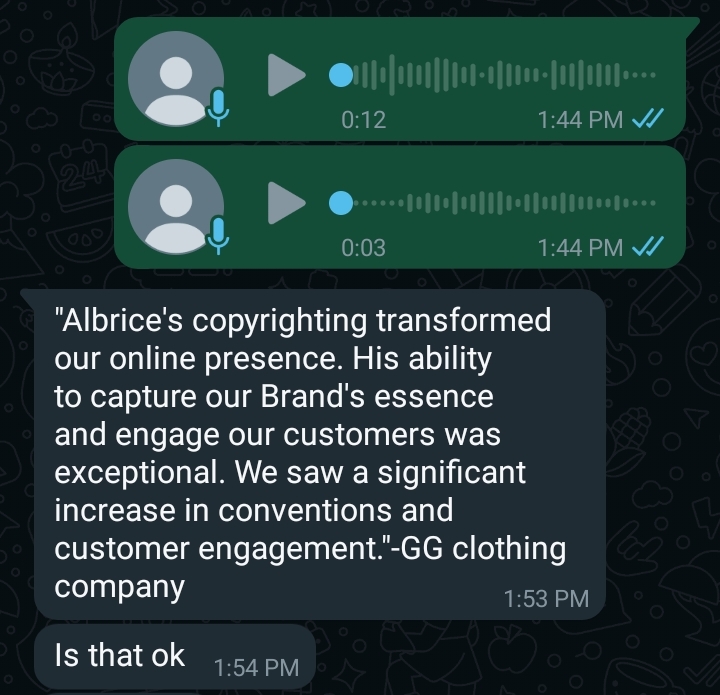 0:12 1:44 PM
0:03 1:44 PM
"Albrice's copyrighting transformed
our online presence. His ability
to capture our Brand's essence
and engage our customers was
exceptional. We saw a significant
increase in conventions and
customer engagement."-GG clothing
company
1:53 PM
Is that ok 1:54 PM